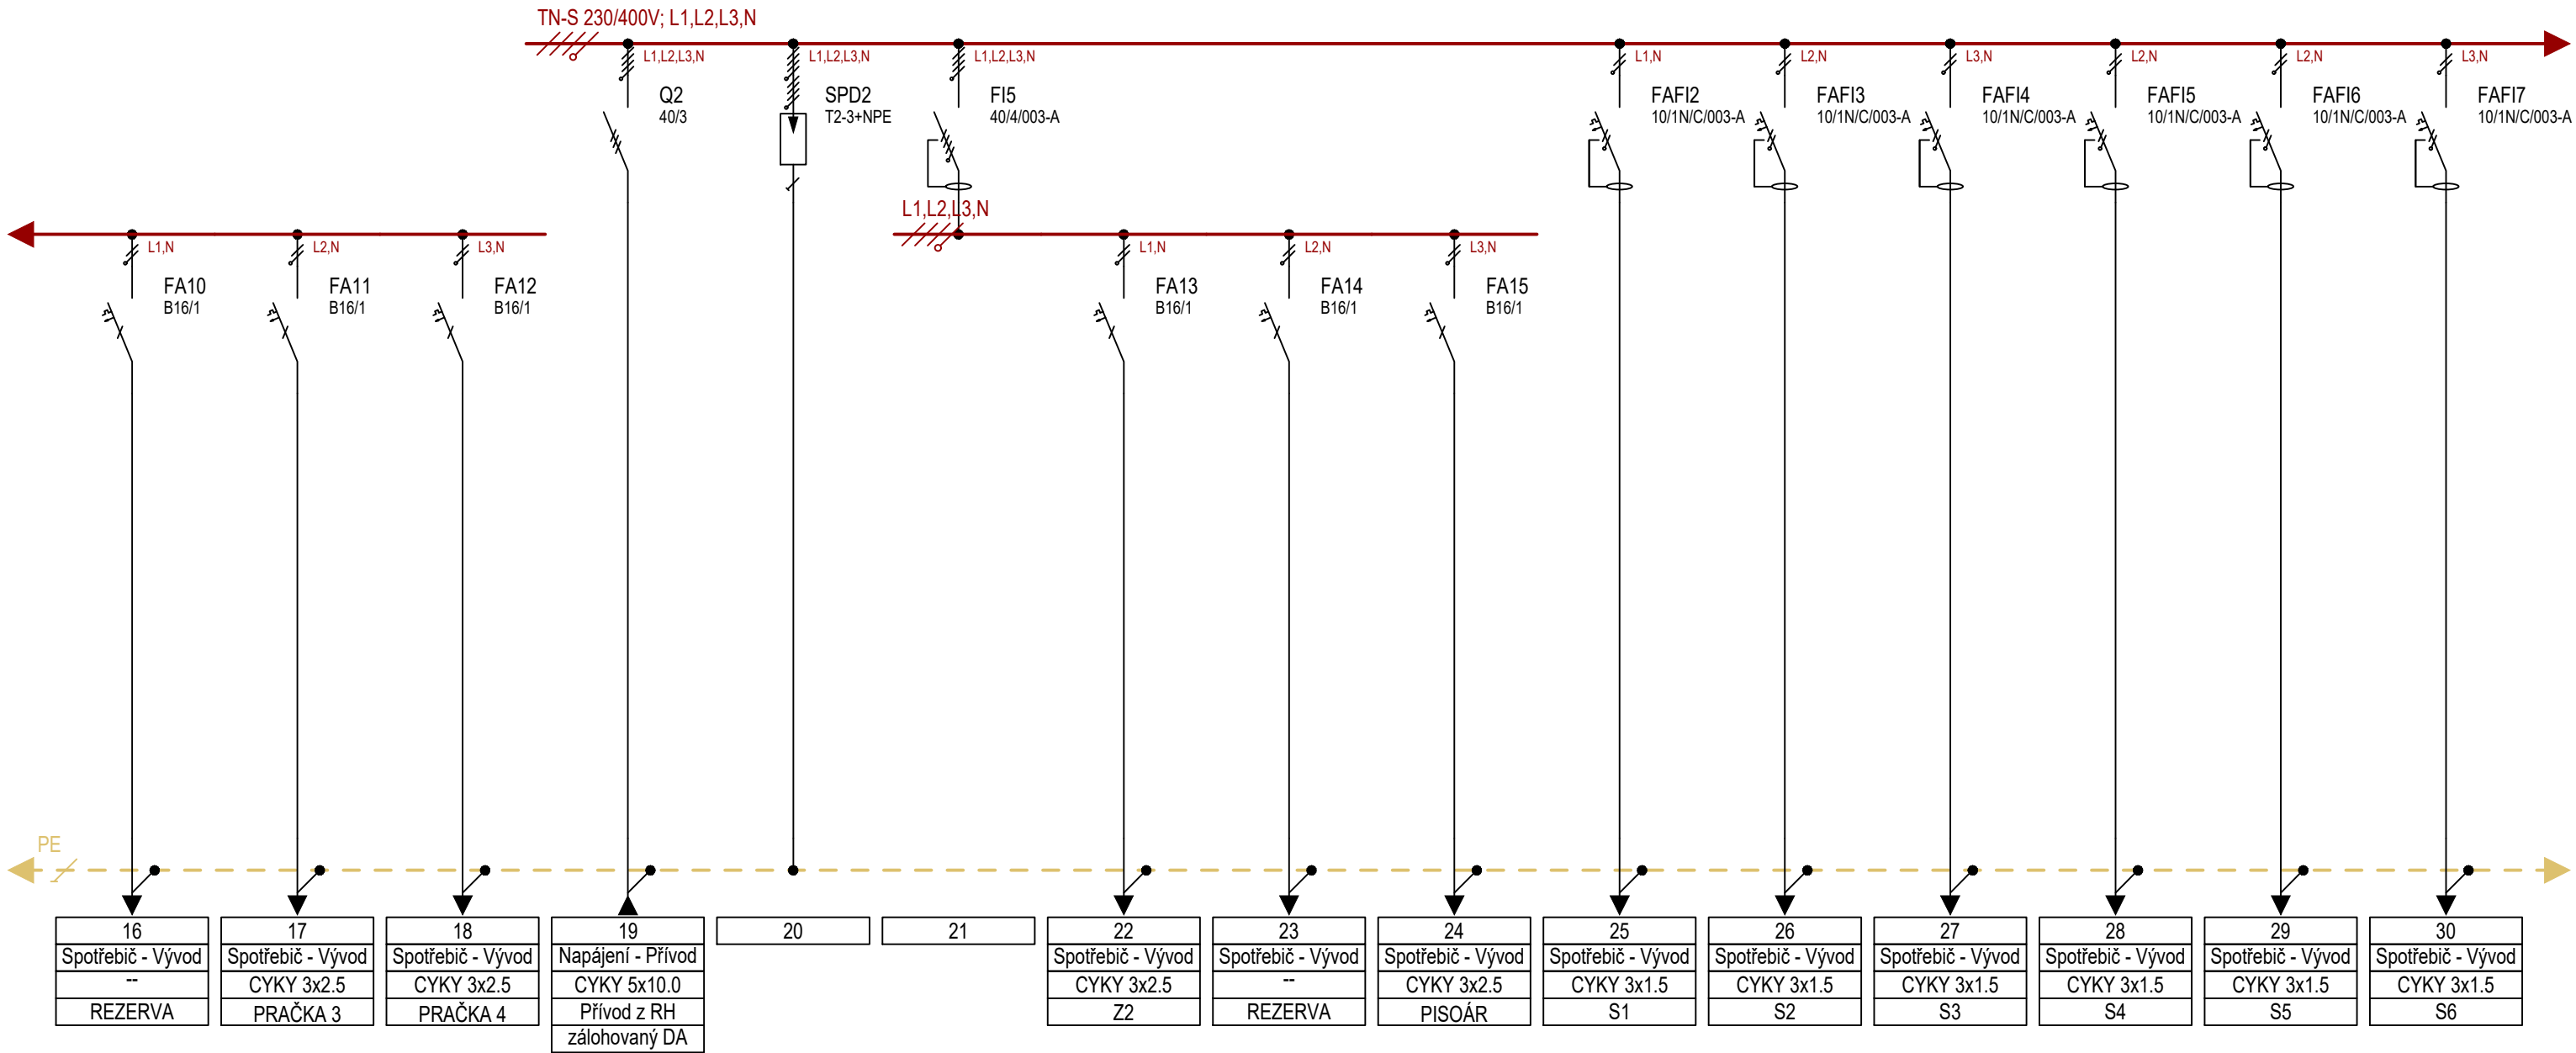 TN-S 230/400V; L1,L2,L3,N
L1,L2,L3,N
L1,L2,L3,N
L1,L2,L3,N
L1,N
L2,N
L3,N
L2,N
L2,N
L3,N
Q2
40/3
SPD2
T2-3+NPE
FI5
40/4/003-A
FAFI2
10/1N/C/003-A
FAFI3
10/1N/C/003-A
FAFI4
10/1N/C/003-A
FAFI5
10/1N/C/003-A
FAFI6
10/1N/C/003-A
FAFI7
10/1N/C/003-A
L1,L2,L3,N
L1,N
L2,N
L3,N
L1,N
L2,N
L3,N
FA10
B16/1
FA11
B16/1
FA12
B16/1
FA13
B16/1
FA14
B16/1
FA15
B16/1
PE
16
Spotřebič - Vývod
--
REZERVA
17
Spotřebič - Vývod
CYKY 3x2.5
PRAČKA 3
18
Spotřebič - Vývod
CYKY 3x2.5
PRAČKA 4
19
Napájení - Přívod
CYKY 5x10.0
Přívod z RH
zálohovaný DA
20
21
22
Spotřebič - Vývod
CYKY 3x2.5
Z2
23
Spotřebič - Vývod
--
REZERVA
24
Spotřebič - Vývod
CYKY 3x2.5
PISOÁR
25
Spotřebič - Vývod
CYKY 3x1.5
S1
26
Spotřebič - Vývod
CYKY 3x1.5
S2
27
Spotřebič - Vývod
CYKY 3x1.5
S3
28
Spotřebič - Vývod
CYKY 3x1.5
S4
29
Spotřebič - Vývod
CYKY 3x1.5
S5
30
Spotřebič - Vývod
CYKY 3x1.5
S6